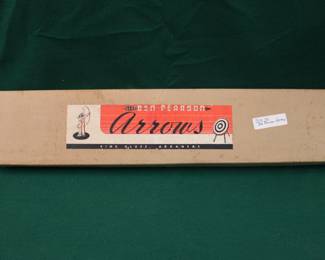 BEN PEARSON
Arrows
PINE BLUFF, ARKANSAS